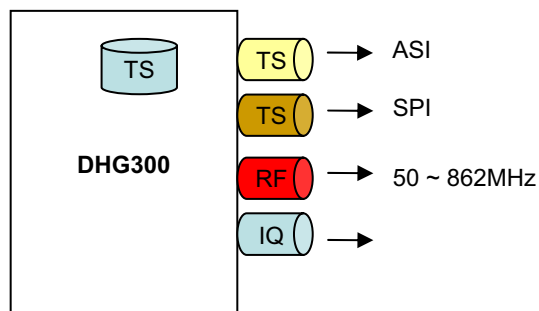 TS
TS
ASI
TS
SPI
DHG300
RF
50 ~ 862MHz
IQ